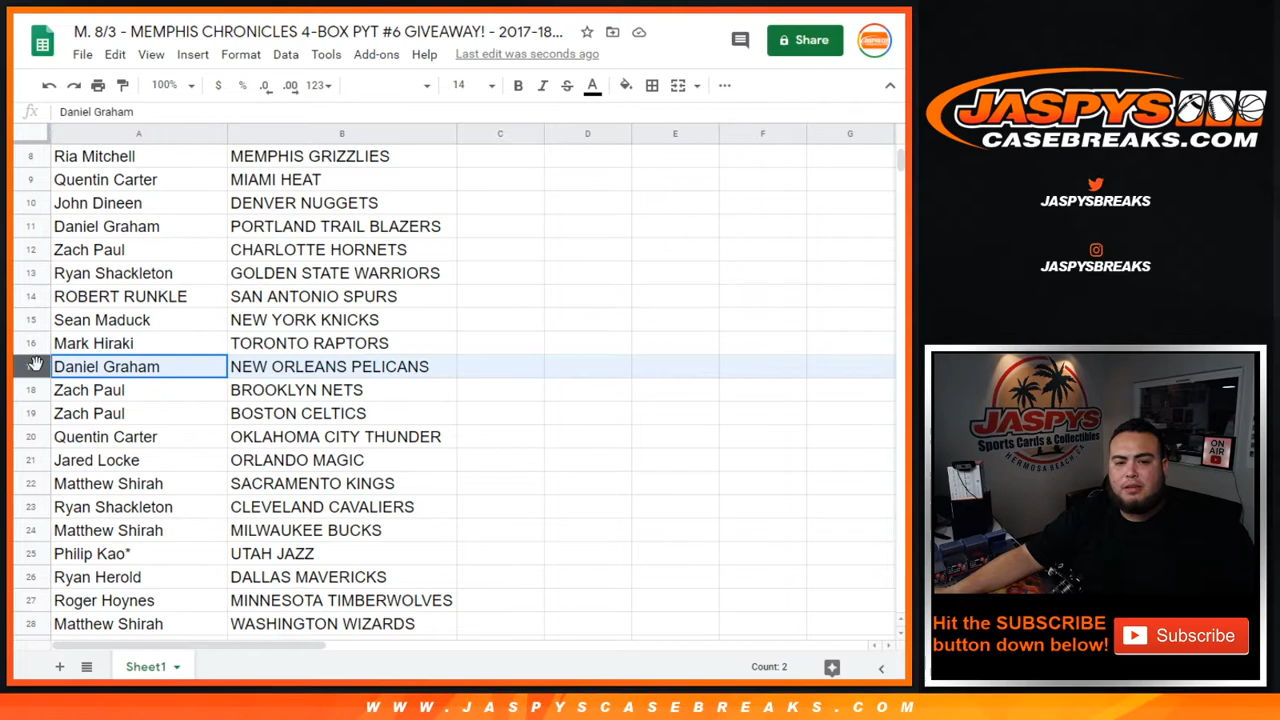 M. 8/3 - MEMPHIS CHRONICLES 4-BOX PYT #6 GIVEAWAY! - 2017-18...
File Edit View Insert Format Data Tools Add-ons Help Last edit was seconds ago
Share
100% $ % .0 .00 123 14 B I S A
fx Daniel Graham
A B C D E F G
8 Ria Mitchell MEMPHIS GRIZZLIES
9 Quentin Carter MIAMI HEAT
10 John Dineen DENVER NUGGETS
11 Daniel Graham PORTLAND TRAIL BLAZERS
12 Zach Paul CHARLOTTE HORNETS
13 Ryan Shackleton GOLDEN STATE WARRIORS
14 ROBERT RUNKLE SAN ANTONIO SPURS
15 Sean Maduck NEW YORK KNICKS
16 Mark Hiraki TORONTO RAPTORS
Daniel Graham NEW ORLEANS PELICANS
18 Zach Paul BROOKLYN NETS
19 Zach Paul BOSTON CELTICS
20 Quentin Carter OKLAHOMA CITY THUNDER
21 Jared Locke ORLANDO MAGIC
22 Matthew Shirah SACRAMENTO KINGS
23 Ryan Shackleton CLEVELAND CAVALIERS
24 Matthew Shirah MILWAUKEE BUCKS
25 Philip Kao* UTAH JAZZ
26 Ryan Herold DALLAS MAVERICKS
27 Roger Hoynes MINNESOTA TIMBERWOLVES
28 Matthew Shirah WASHINGTON WIZARDS
Sheet1
Count: 2
JASPYS
CASEBREAKS.COM
JASPYSBREAKS
JASPYSBREAKS
JASPYS
Sports Cards & Collectibles
HERMOSA BEACH, CA
ON AIR
Hit the SUBSCRIBE
button down below!
Subscribe
WWW.JASPYSCASEBREAKS.COM